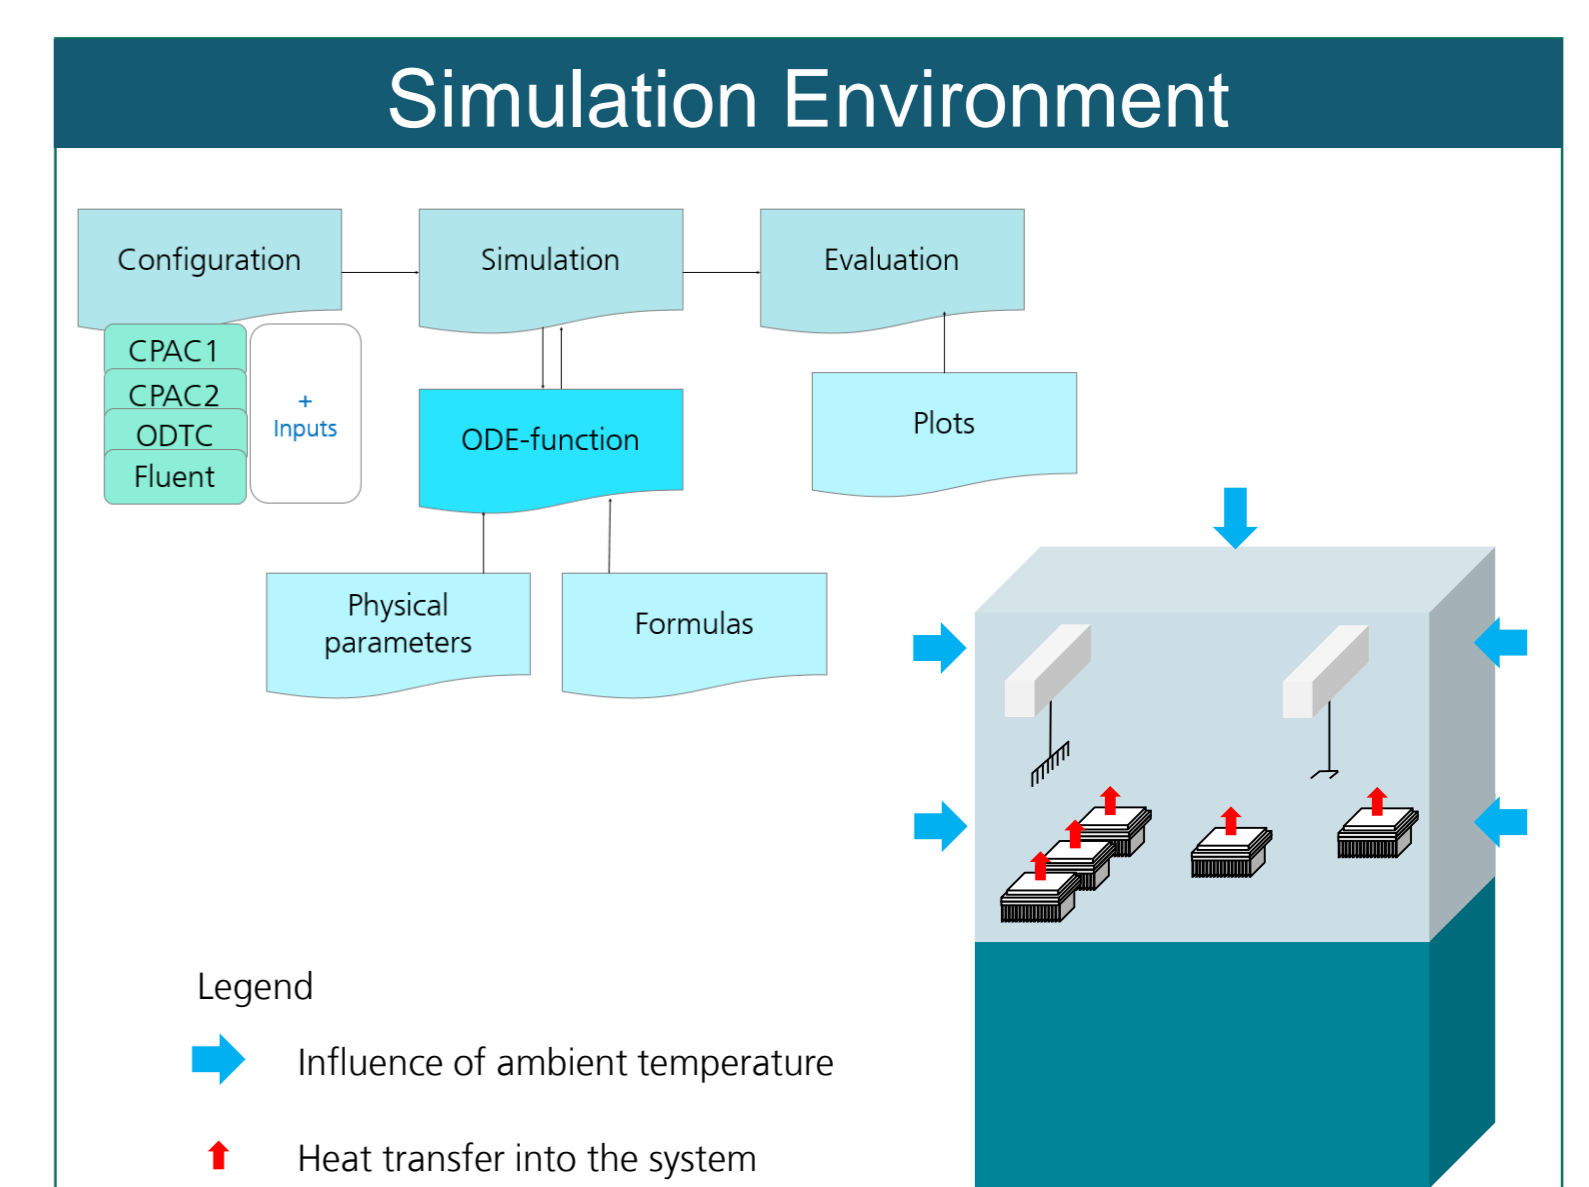 Simulation Environment
Configuration
Simulation
Evaluation
CPAC1
CPAC2
ODTC
Fluent
+
Inputs
ODE-function
Plots
Physical
parameters
Formulas
Legend
Influence of ambient temperature
Heat transfer into the system